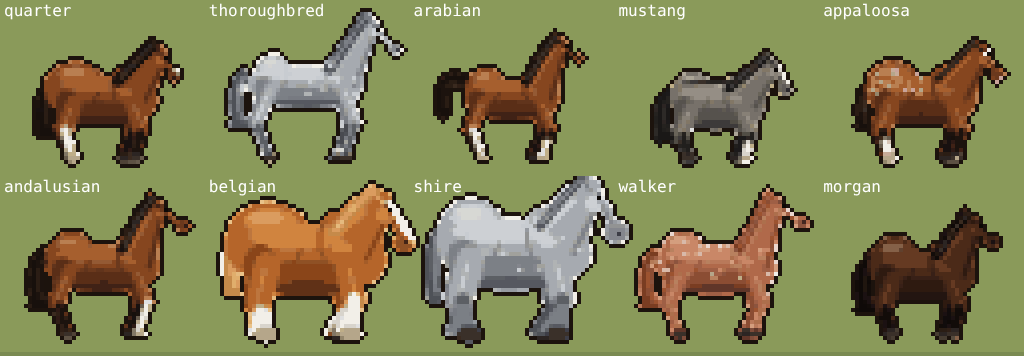 quarter
thoroughbred
arabian
mustang
appaloosa
andalusian
belgian
shire
walker
morgan